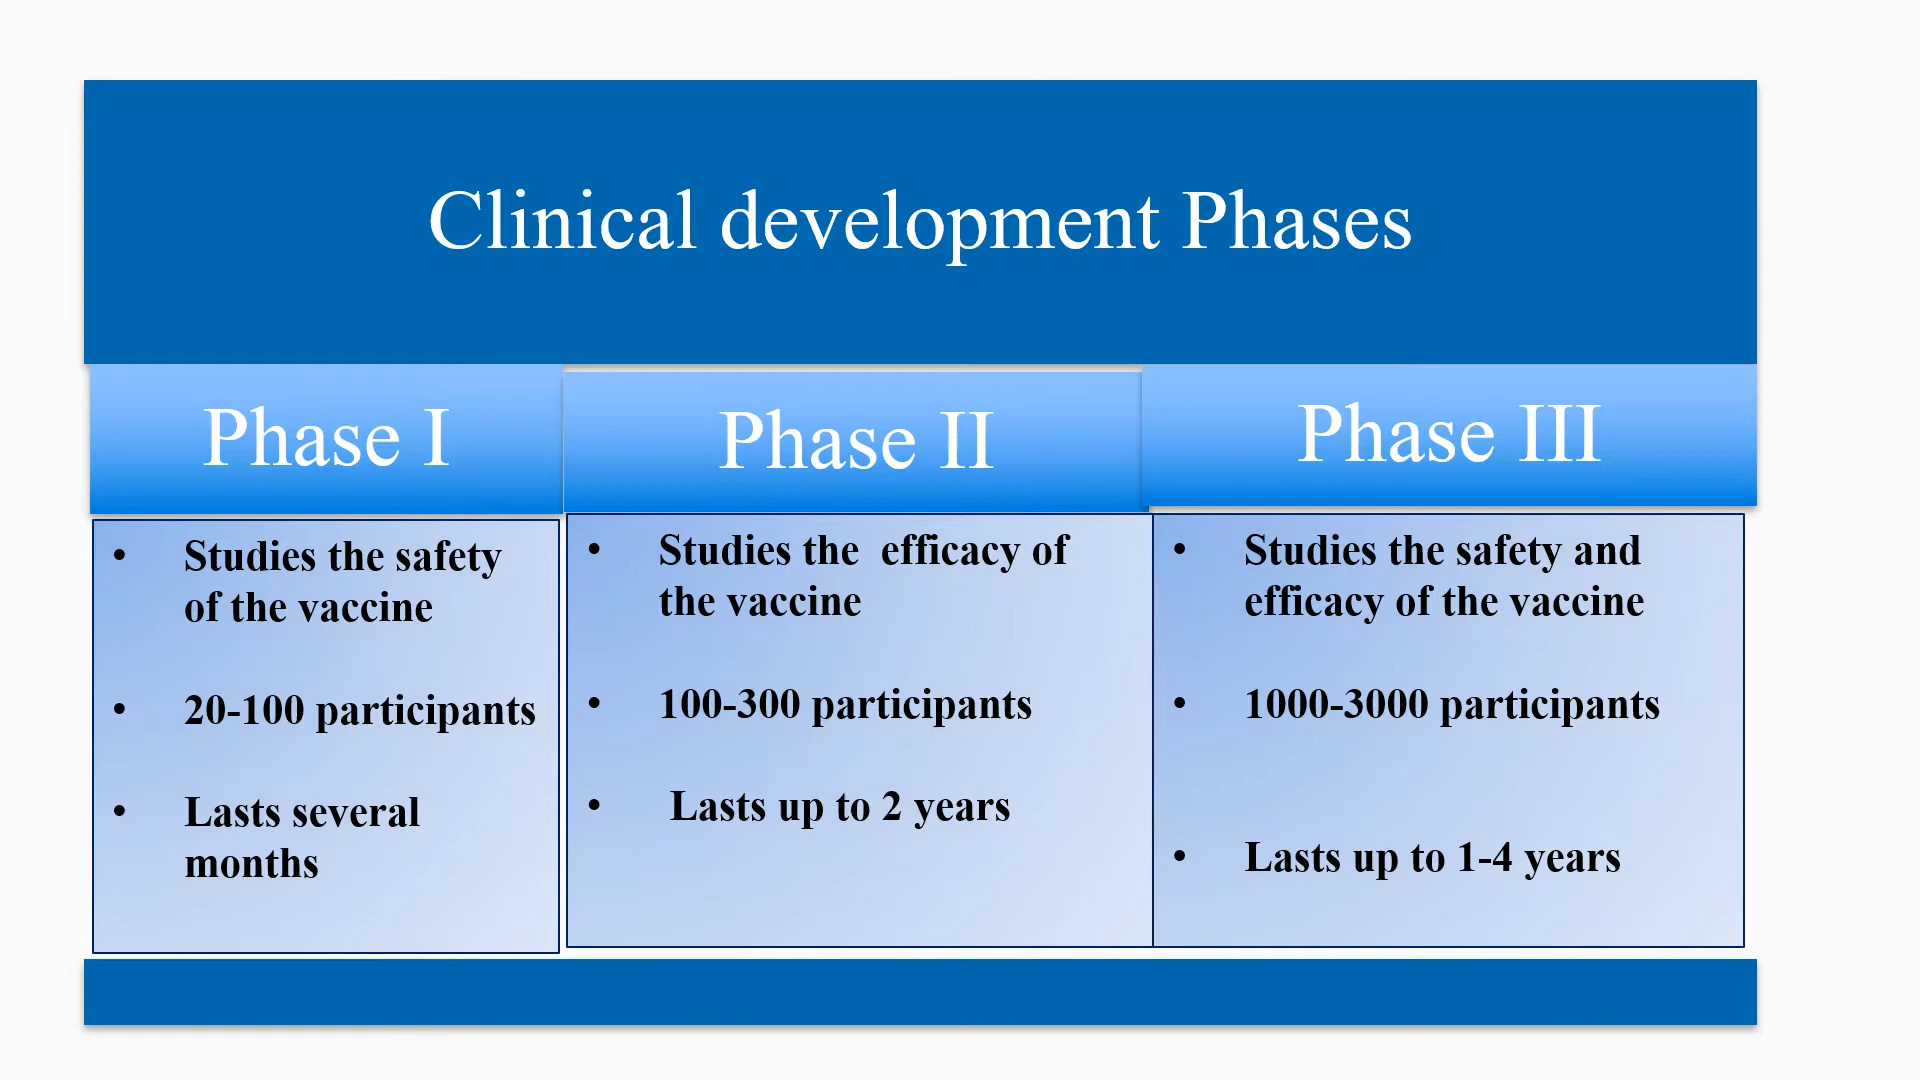 Clinical development Phases
Phase I
Phase II
Phase III
• Studies the safety
of the vaccine
• 20-100 participants
• Lasts several
months
• Studies the  efficacy of
the vaccine
• 100-300 participants
• Lasts up to 2 years
• Studies the safety and
efficacy of the vaccine
• 1000-3000 participants
• Lasts up to 1-4 years